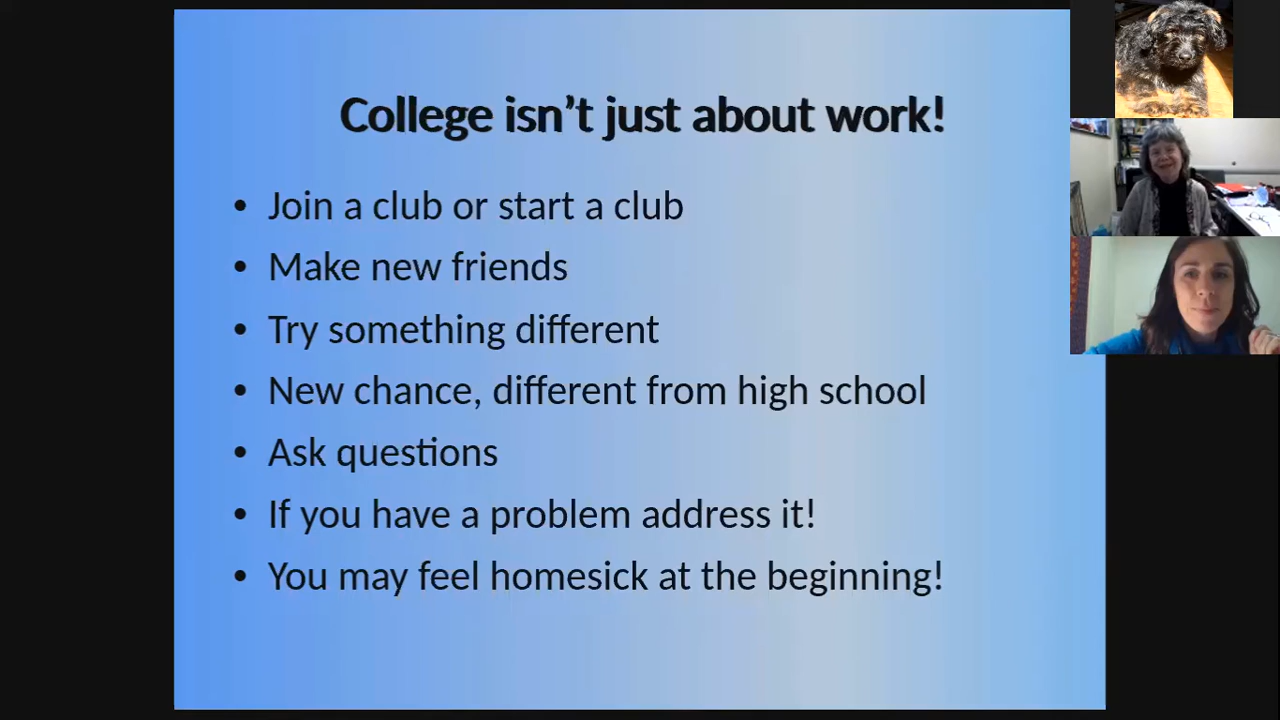 College isn’t just about work!
• Join a club or start a club
• Make new friends
• Try something different
• New chance, different from high school
• Ask questions
• If you have a problem address it!
• You may feel homesick at the beginning!